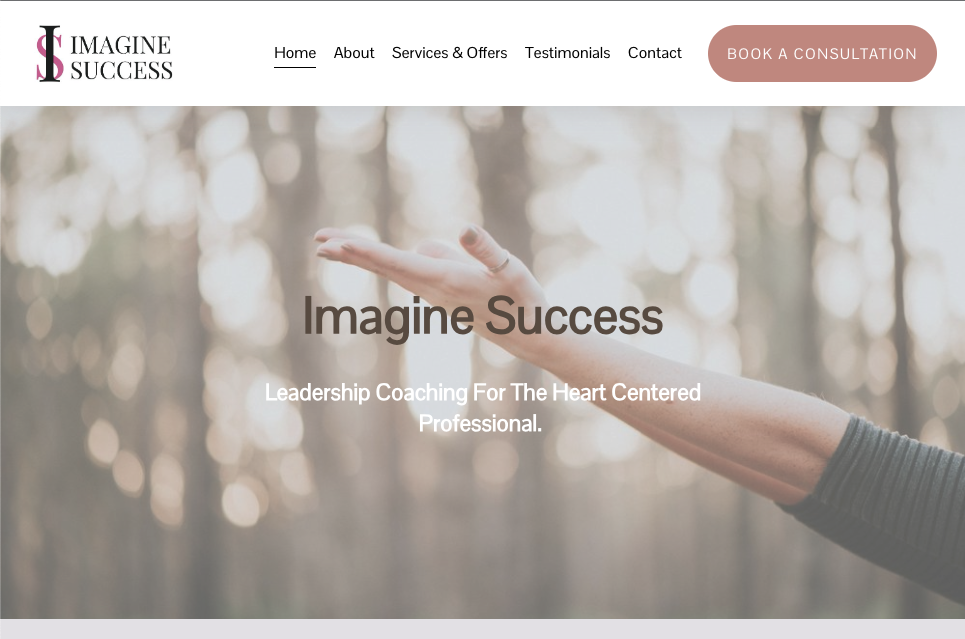 IS IMAGINE
SUCCESS
Home About Services & Offers Testimonials Contact BOOK A CONSULTATION
Imagine Success
Leadership Coaching For The Heart Centered
Professional.